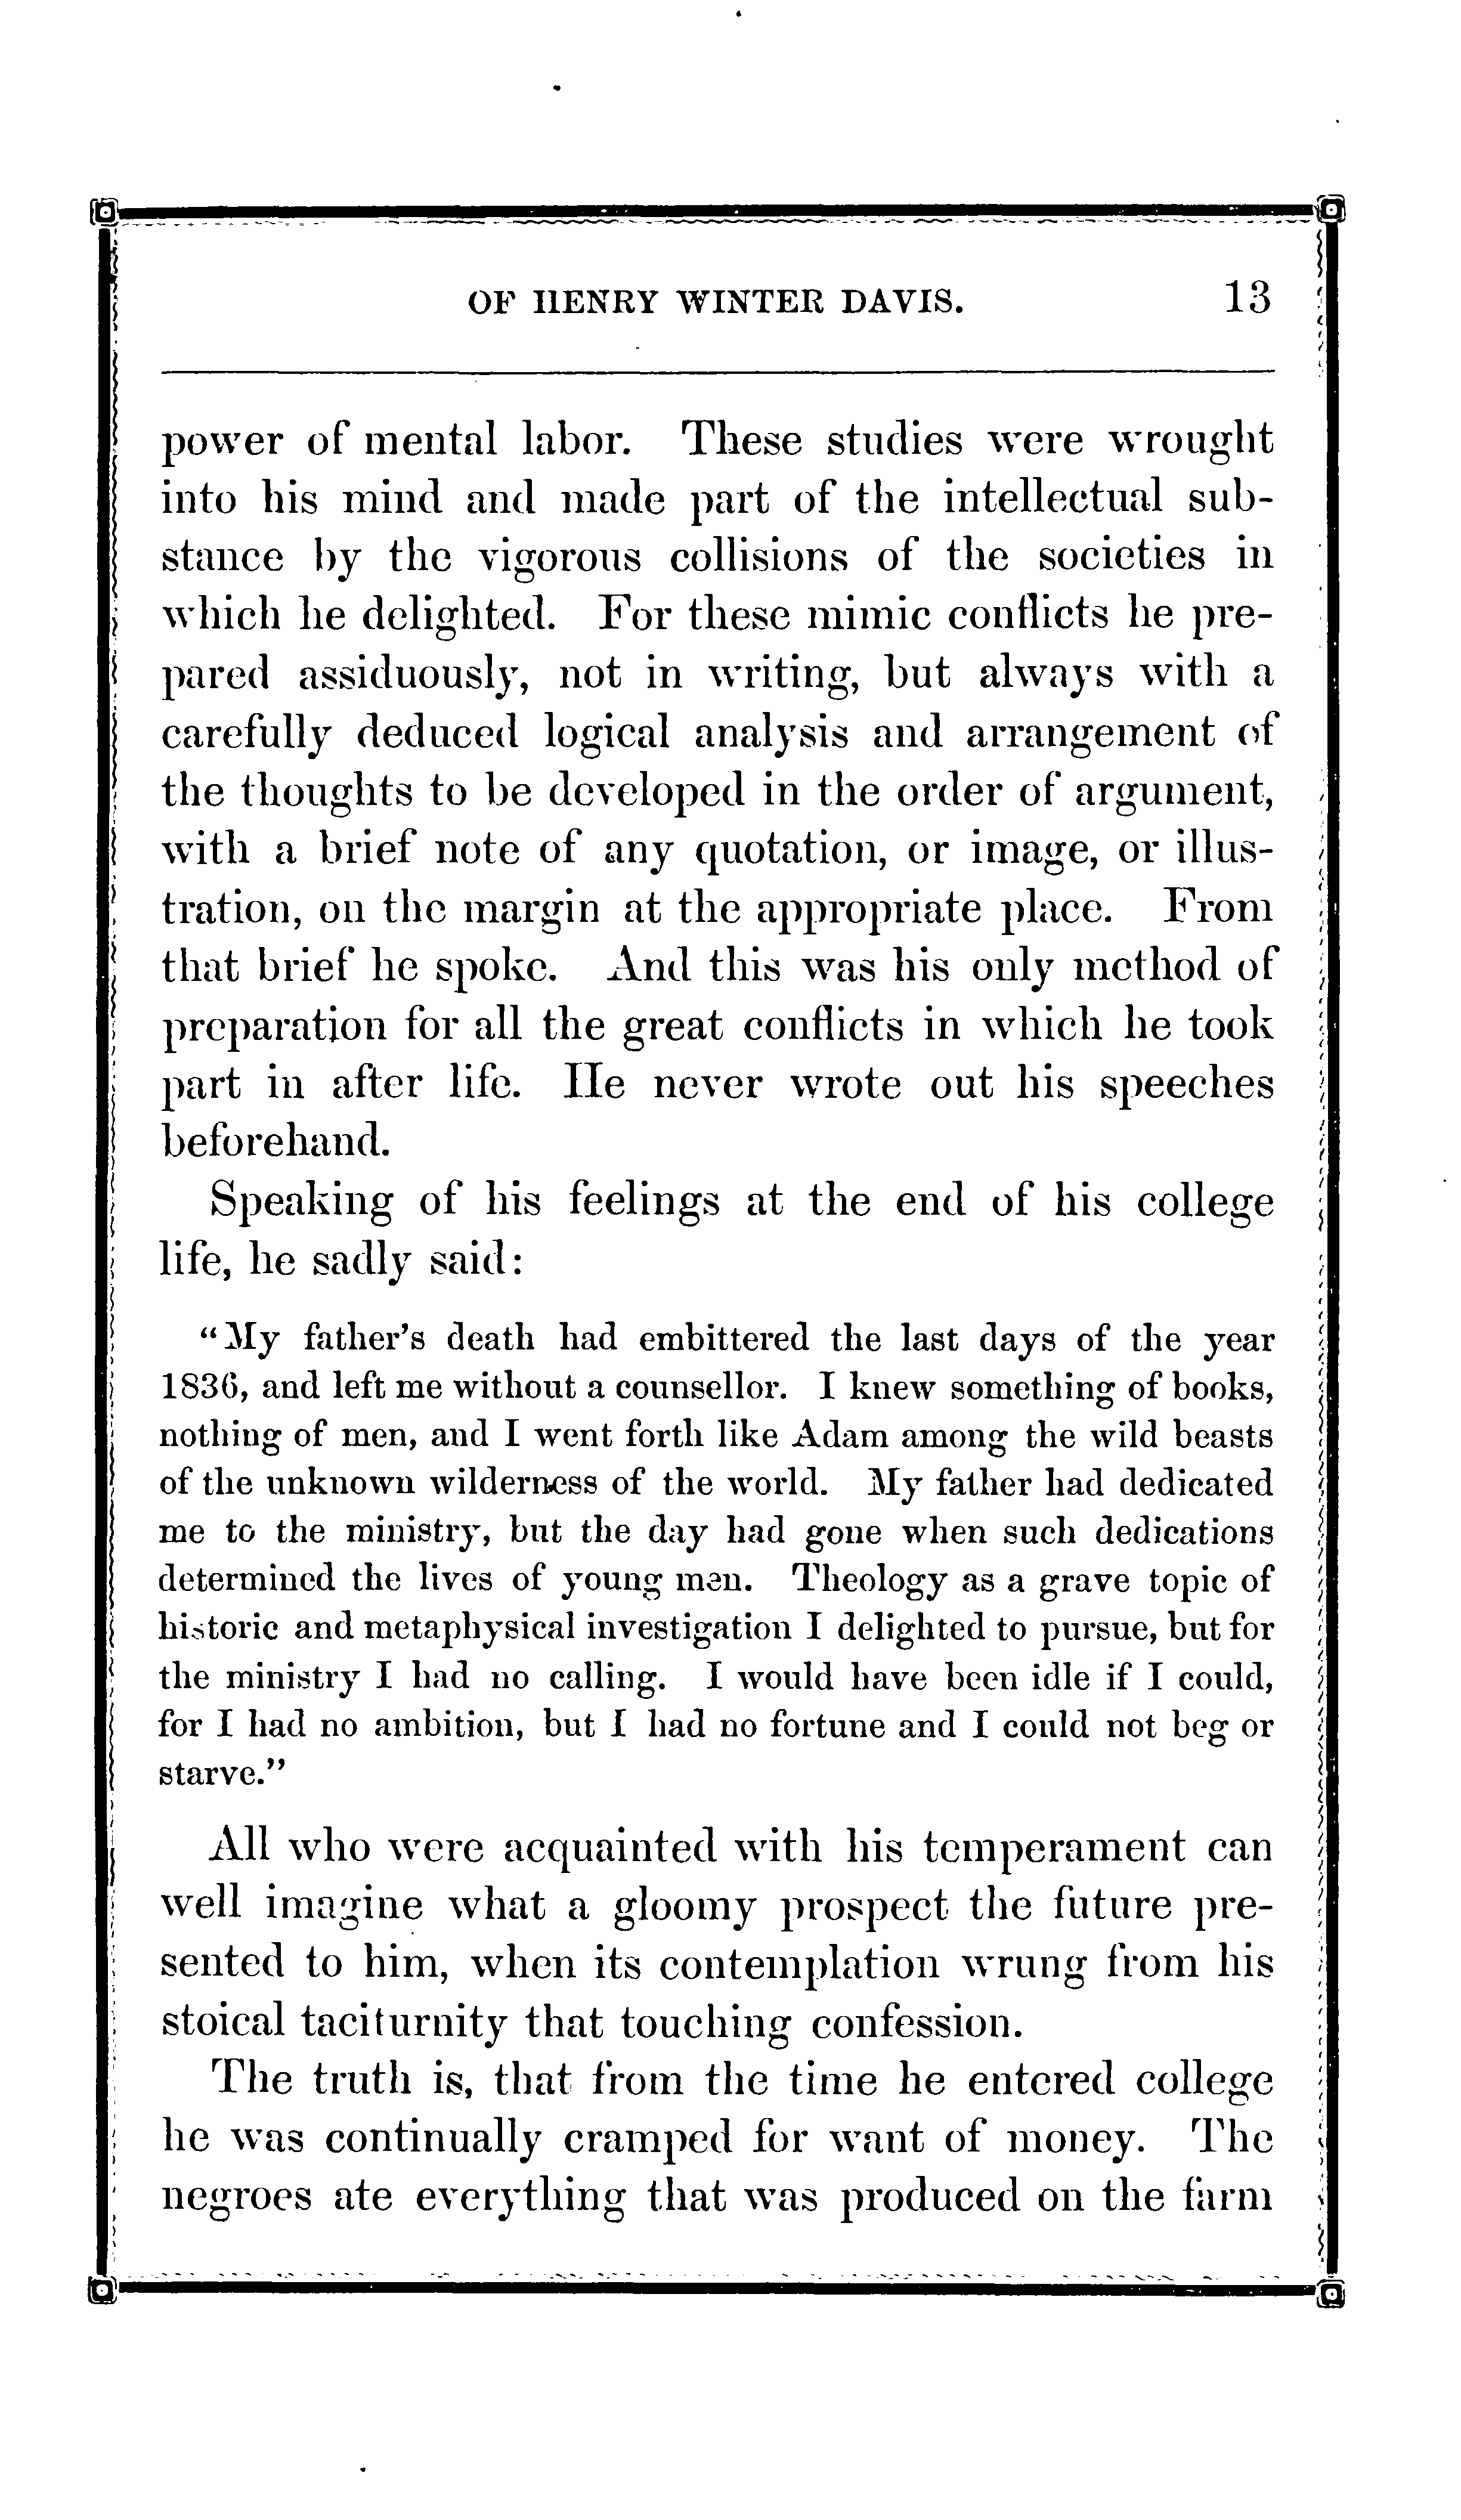 OF HENRY WINTER DAVIS. 13
power of mental labor. These studies were wrought
into his mind and made part of the intellectual sub-
stance by the vigorous collisions of the societies in
which he delighted. For these mimic conflicts he pre-
pared assiduously, not in writing, but always with a
carefully deduced logical analysis and arrangement of
the thoughts to be developed in the order of argument,
with a brief note of any quotation, or image, or illus-
tration, on the margin at the appropriate place. From
that brief he spoke. And this was his only method of
preparation for all the great conflicts in which he took
part in after life. He never wrote out his speeches
beforehand.
Speaking of his feelings at the end of his college
life, he sadly said:
“My father’s death had embittered the last days of the year
1836, and left me without a counsellor. I knew something of books,
nothing of men, and I went forth like Adam among the wild beasts
of the unknown wilderness of the world. My father had dedicated
me to the ministry, but the day had gone when such dedications
determined the lives of young men. Theology as a grave topic of
historic and metaphysical investigation I delighted to pursue, but for
the ministry I had no calling. I would have been idle if I could,
for I had no ambition, but I had no fortune and I could not beg or
starve.”
All who were acquainted with his temperament can
well imagine what a gloomy prospect the future pre-
sented to him, when its contemplation wrung from his
stoical taciturnity that touching confession.
The truth is, that from the time he entered college
he was continually cramped for want of money. The
negroes ate everything that was produced on the farm